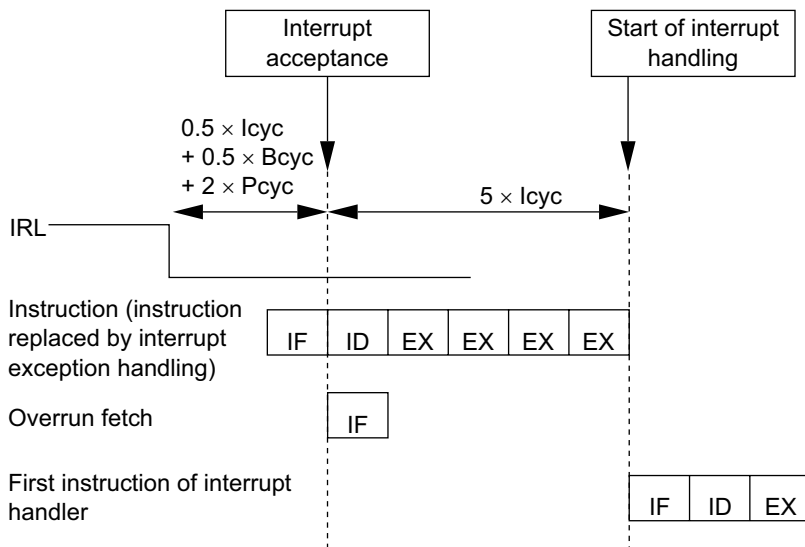 Interrupt
acceptance
Start of interrupt
handling
0.5 × Icyc
+ 0.5 × Bcyc
+ 2 × Pcyc
5 × Icyc
IRL
Instruction (instruction
replaced by interrupt
exception handling)
IF ID EX EX EX EX
Overrun fetch
IF
First instruction of interrupt
handler
IF ID EX